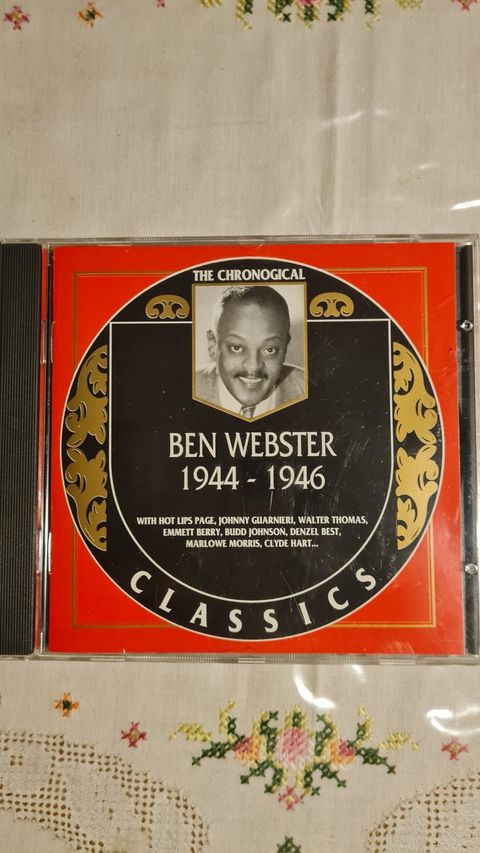 THE CHRONOGICAL
BEN WEBSTER
1944 - 1946
WITH HOT LIPS PAGE, JOHNNY GUARNIERI, WALTER THOMAS,
EMMETT BERRY, BUDD JOHNSON, DENZEL BEST,
MARLOWE MORRIS, CLYDE HART...
CLASSICS